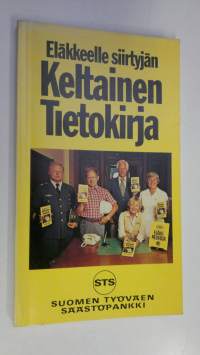 Eläkkeelle siirtyjän
Keltainen
Tietokirja
STS
SUOMEN TYÖVÄEN
SÄÄSTÖPANKKI